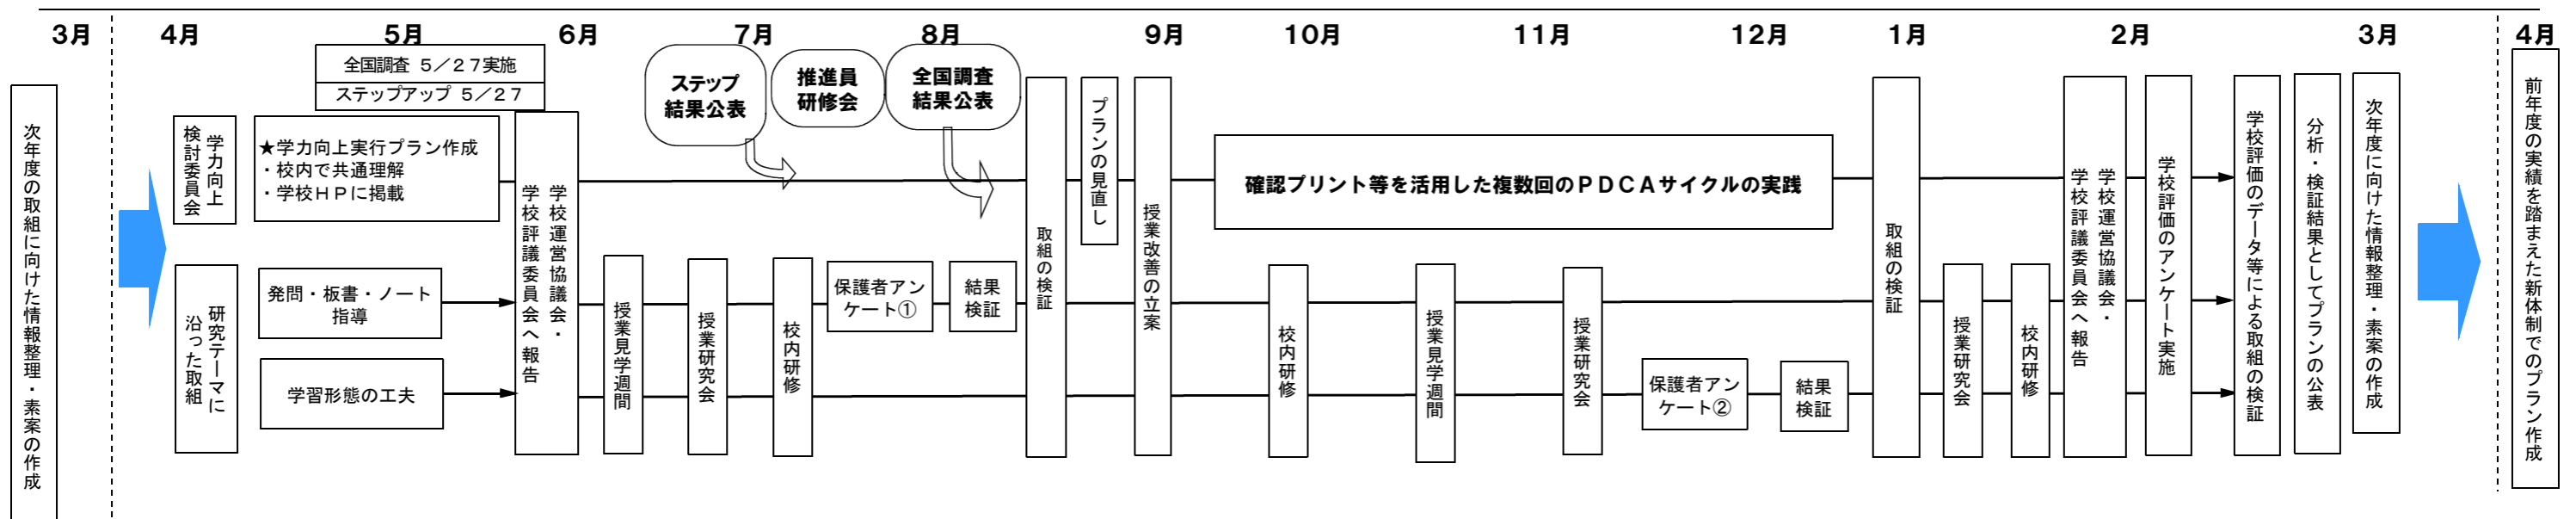 3月
4月
5月
6月
7月
8月
9月
10月
11月
12月
1月
2月
3月
4月
次年度の取組に向けた情報整理・素案の作成
全国調査 5／27実施
ステップアップ 5／27
学力向上
検討委員会
★学力向上実行プラン作成
・校内で共通理解
・学校ＨＰに掲載
研究テーマに
沿った取組
発問・板書・ノート
指導
学習形態の工夫
学校運営協議会・
学校評議委員会へ報告
ステップ
結果公表
推進員
研修会
全国調査
結果公表
授業見学週間
授業研究会
校内研修
保護者アン
ケート①
結果
検証
取組の検証
プランの見直し
授業改善の立案
確認プリント等を活用した複数回のＰＤＣＡサイクルの実践
校内研修
授業見学週間
授業研究会
保護者アン
ケート②
結果
検証
取組の検証
授業研究会
校内研修
学校運営協議会・
学校評議委員会へ報告
学校評価のアンケート実施
学校評価のデータ等による取組の検証
分析・検証結果としてプランの公表
次年度に向けた情報整理・素案の作成
前年度の実績を踏まえた新体制でのプラン作成